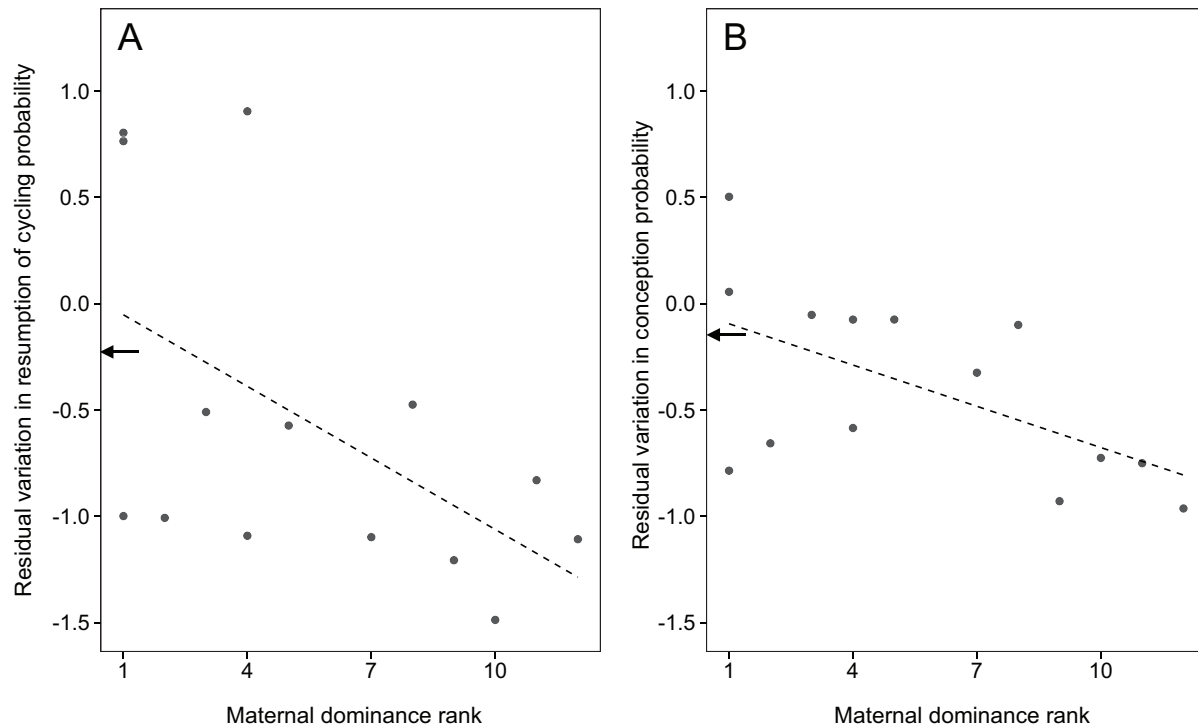 A
Residual variation in resumption of cycling probability
1.0
0.5
0.0
-0.5
-1.0
-1.5
1 4 7 10
Maternal dominance rank
B
Residual variation in conception probability
1.0
0.5
0.0
-0.5
-1.0
-1.5
1 4 7 10
Maternal dominance rank